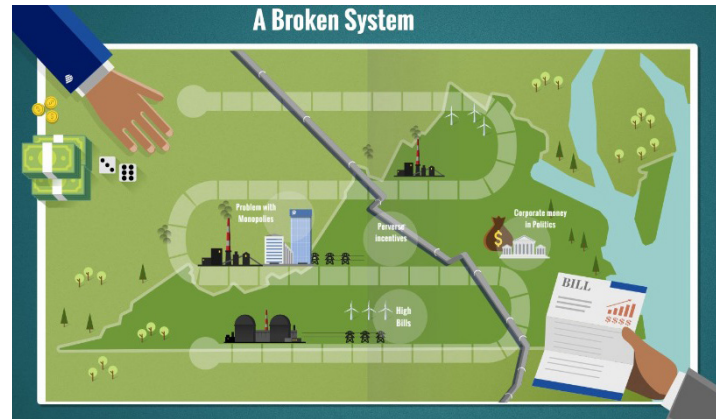 A Broken System
Problem with
Monopolies
Perverse
incentives
Corporate money
in Politics
High
Bills
BILL
$$$$
$